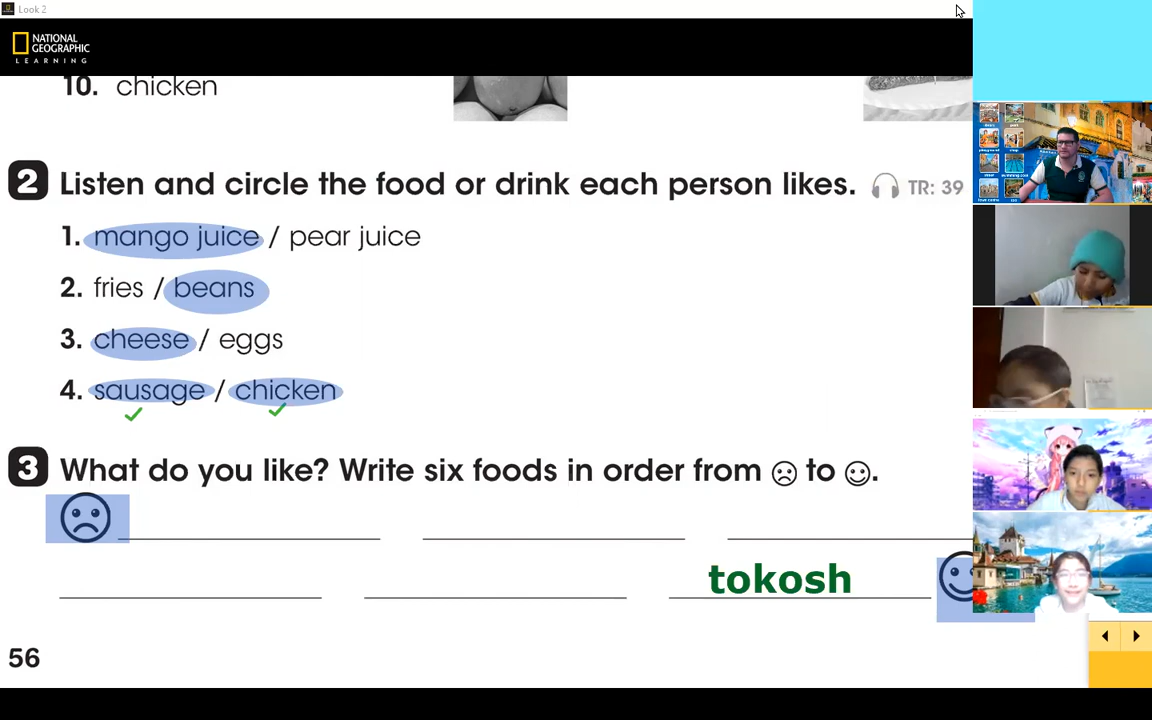 Look 2
NATIONAL
GEOGRAPHIC
LEARNING
10. chicken
2 Listen and circle the food or drink each person likes. TR: 39
1. mango juice / pear juice
2. fries / beans
3. cheese / eggs
4. sausage / chicken
3 What do you like? Write six foods in order from to .
tokosh
56